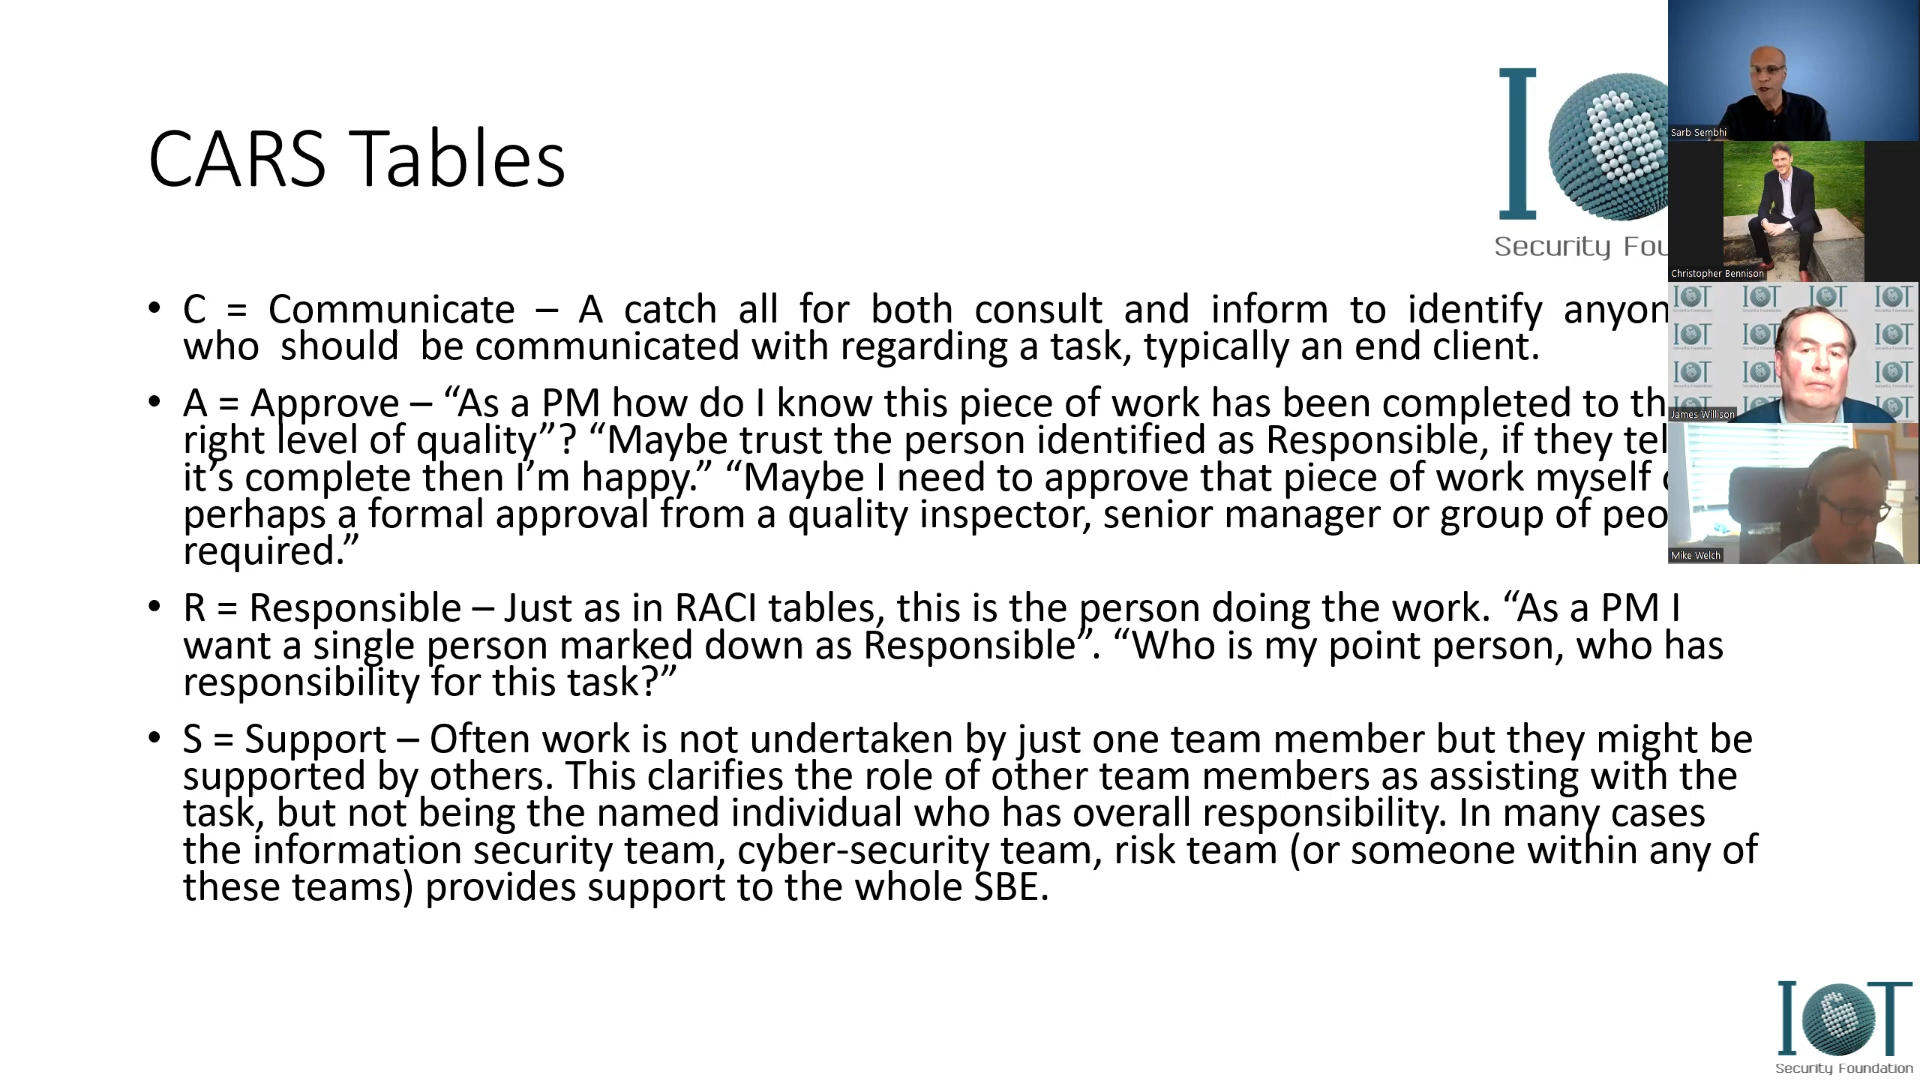 CARS Tables
IOT
Security Fou
• C = Communicate – A catch all for both consult and inform to identify anyon
who should be communicated with regarding a task, typically an end client.
• A = Approve – “As a PM how do I know this piece of work has been completed to th
right level of quality”? “Maybe trust the person identified as Responsible, if they tel
it’s complete then I’m happy.” “Maybe I need to approve that piece of work myself
perhaps a formal approval from a quality inspector, senior manager or group of peo
required.”
• R = Responsible – Just as in RACI tables, this is the person doing the work. “As a PM I
want a single person marked down as Responsible”. “Who is my point person, who has
responsibility for this task?”
• S = Support – Often work is not undertaken by just one team member but they might be
supported by others. This clarifies the role of other team members as assisting with the
task, but not being the named individual who has overall responsibility. In many cases
the information security team, cyber-security team, risk team (or someone within any of
these teams) provides support to the whole SBE.
Sarb Sembhi
Christopher Bennison
James Willison
Mike Welch
IOT
Security Foundation